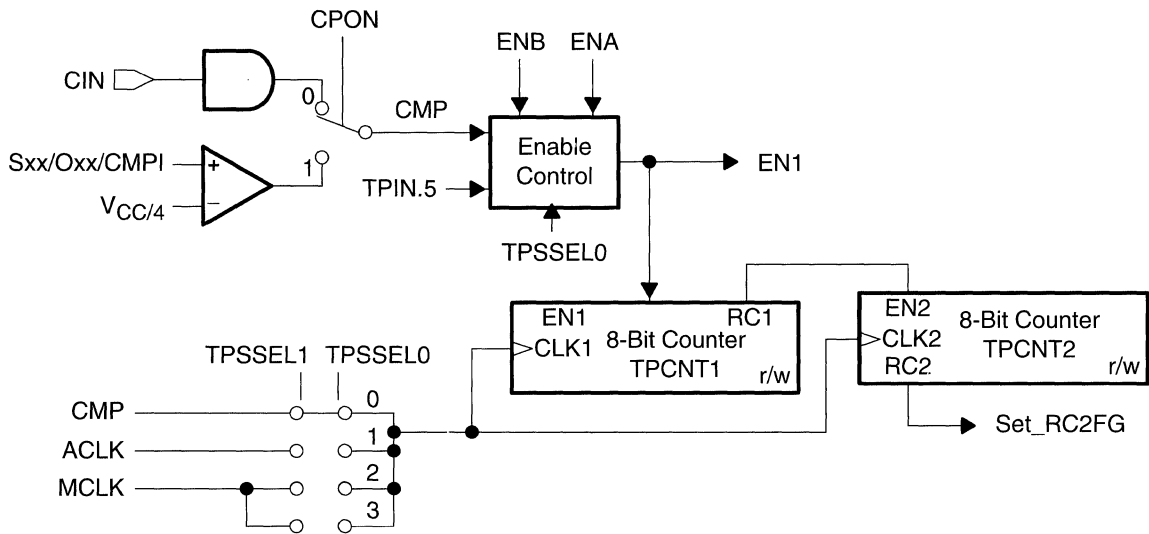 CPON
ENB ENA
CIN
0
CMP
Sxx/Oxx/CMPI
+
1
Enable
Control
EN1
VCC/4
−
TPIN.5
TPSSEL0
EN1
RC1
CLK1
8-Bit Counter
TPCNT1
r/w
EN2
8-Bit Counter
CLK2
TPCNT2
RC2
r/w
TPSSEL1 TPSSEL0
CMP
0
ACLK
1
MCLK
2
3
Set_RC2FG